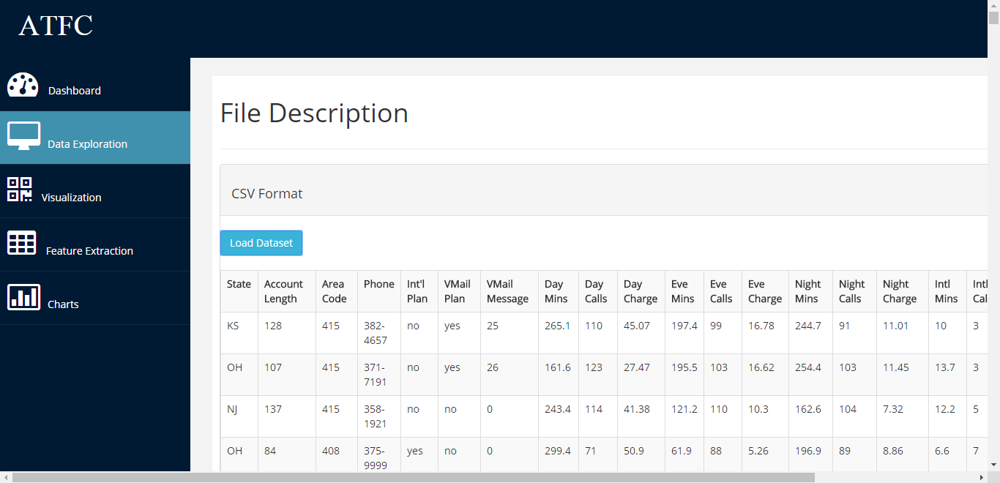 ATFC
Dashboard
Data Exploration
Visualization
Feature Extraction
Charts
File Description
CSV Format
Load Dataset
State Account Area Phone Int'l VMail VMail Day Day Day Eve Eve Eve Night Night Night Intl Intl
Length Code Plan Plan Message Mins Calls Charge Mins Calls Charge Mins Calls Charge Mins
KS 128 415 382- no yes 25 265.1 110 45.07 197.4 99 16.78 244.7 91 11.01 10 3
4657
OH 107 415 371- no yes 26 161.6 123 27.47 195.5 103 16.62 254.4 103 11.45 13.7 3
7191
NJ 137 415 358- no no 0 243.4 114 41.38 121.2 110 10.3 162.6 104 7.32 12.2 5
1921
OH 84 408 375- yes no 0 299.4 71 50.9 61.9 88 5.26 196.9 89 8.86 6.6 7
9999